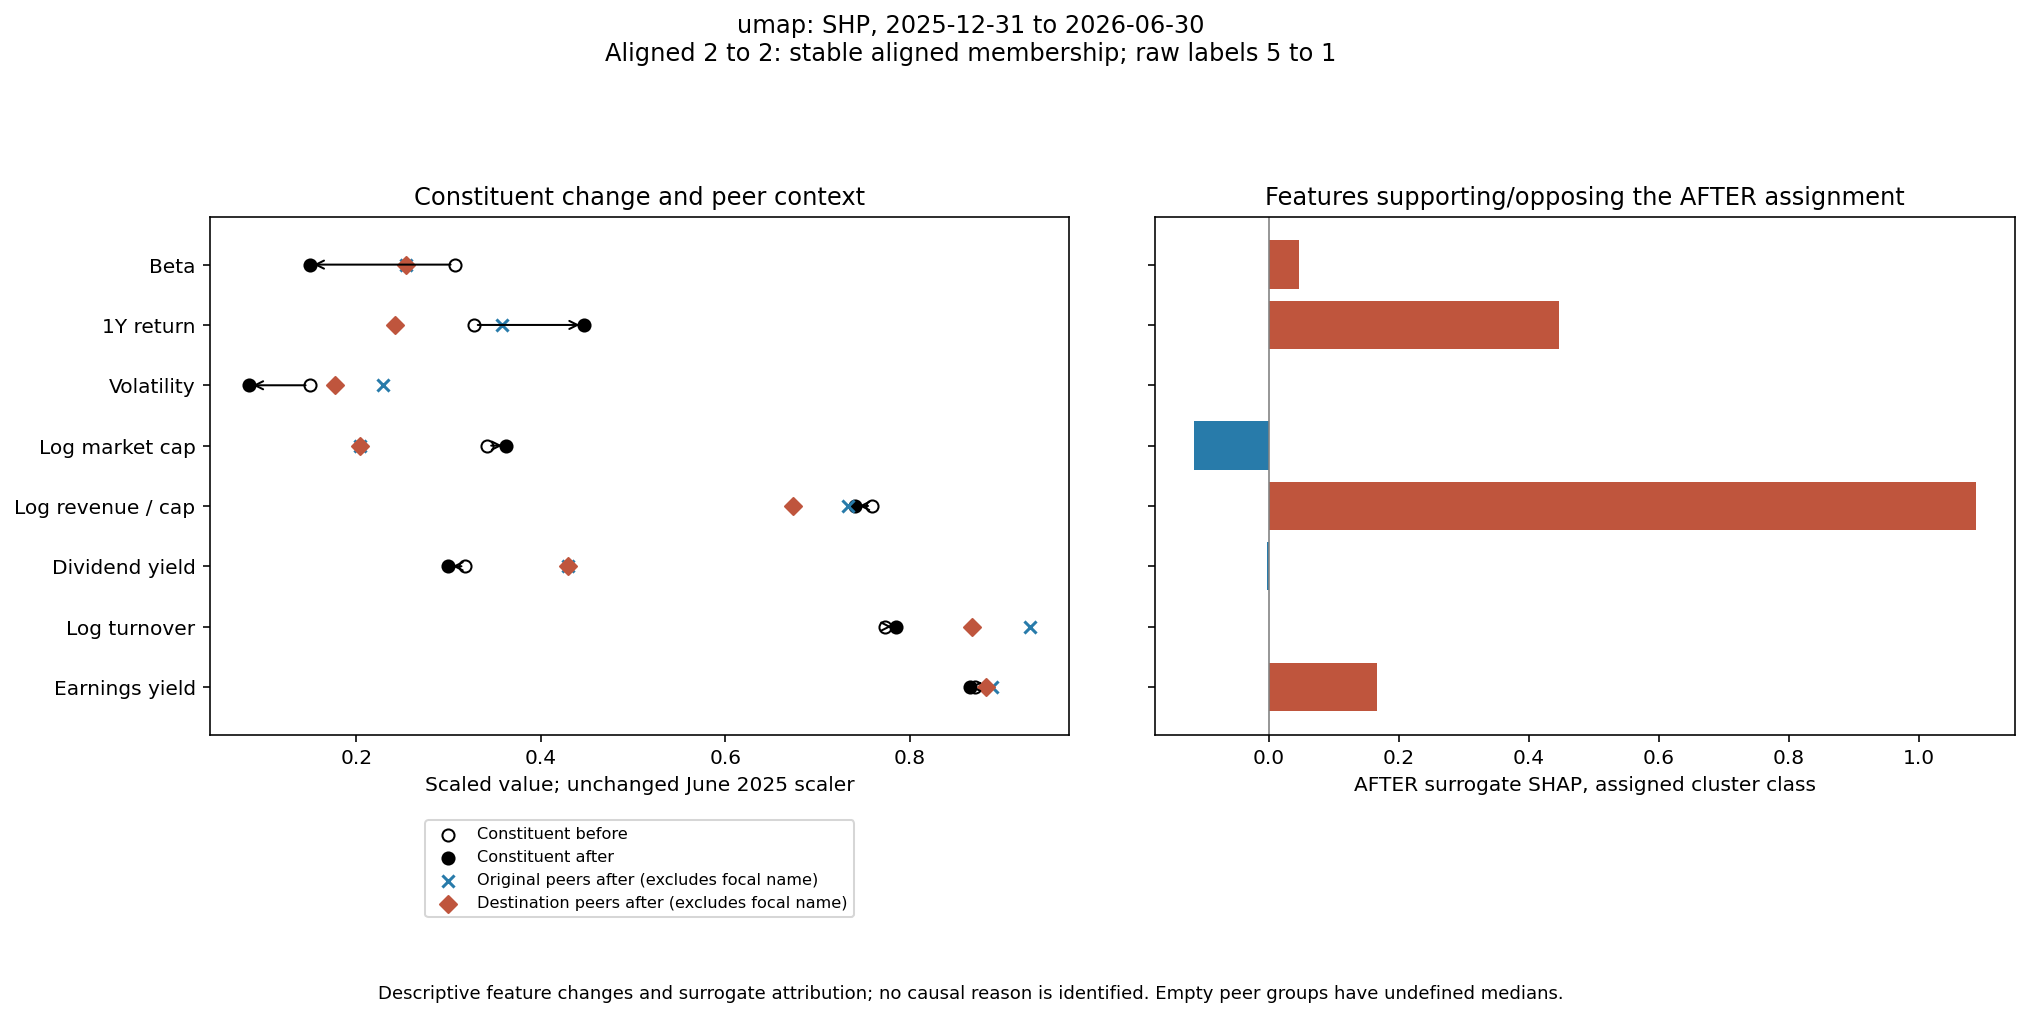 umap: SHP, 2025-12-31 to 2026-06-30
Aligned 2 to 2: stable aligned membership; raw labels 5 to 1
Constituent change and peer context
Beta
1Y return
Volatility
Log market cap
Log revenue / cap
Dividend yield
Log turnover
Earnings yield
0.2 0.4 0.6 0.8
Scaled value; unchanged June 2025 scaler
Constituent before
Constituent after
Original peers after (excludes focal name)
Destination peers after (excludes focal name)
Features supporting/opposing the AFTER assignment
0.0 0.2 0.4 0.6 0.8 1.0
AFTER surrogate SHAP, assigned cluster class
Descriptive feature changes and surrogate attribution; no causal reason is identified. Empty peer groups have undefined medians.